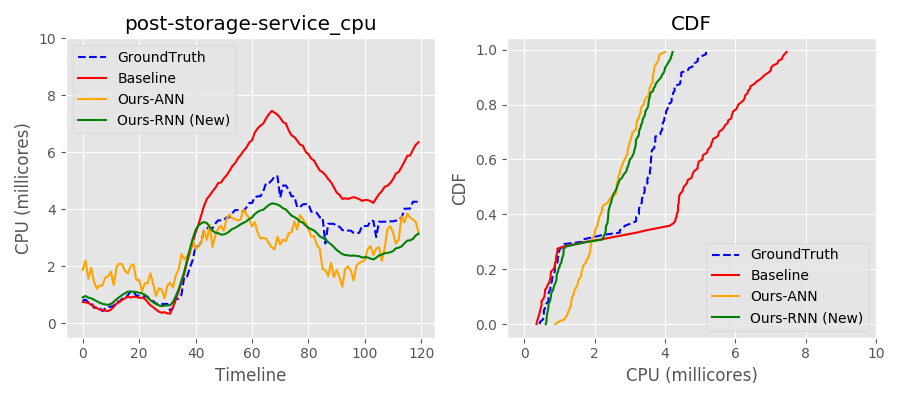 post-storage-service_cpu
CPU (millicores)
10
8
6
4
2
0
GroundTruth
Baseline
Ours-ANN
Ours-RNN (New)
0 20 40 60 80 100 120
Timeline
CDF
CDF
1.0
0.8
0.6
0.4
0.2
0.0
GroundTruth
Baseline
Ours-ANN
Ours-RNN (New)
0 2 4 6 8 10
CPU (millicores)